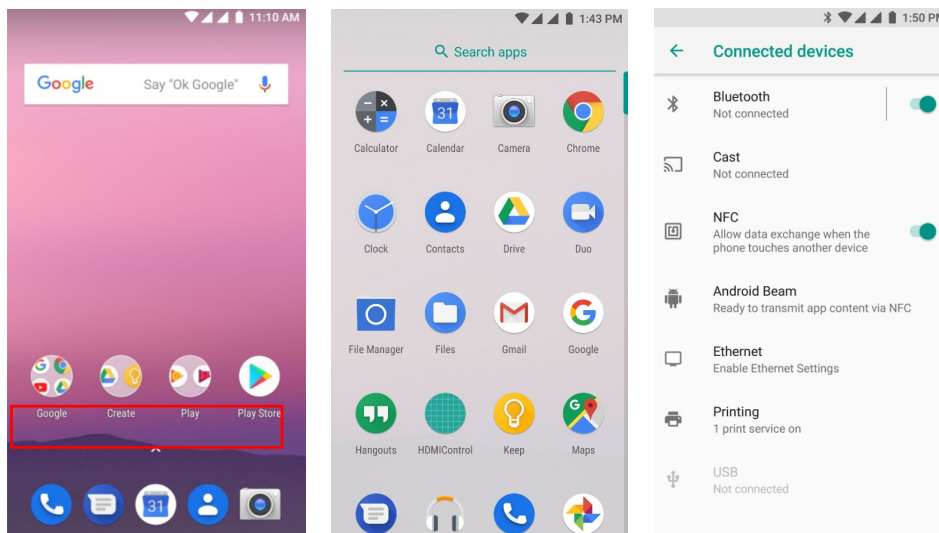 11:10 AM
Google Say "Ok Google"
Google Create Play Play Store
31
1:43 PM
Search apps
31
Calculator Calendar Camera Chrome
Clock Contacts Drive Duo
File Manager Files Gmail Google
Hangouts HDMIControl Keep Maps
1:50 PM
Connected devices
Bluetooth
Not connected
Cast
Not connected
NFC
Allow data exchange when the
phone touches another device
Android Beam
Ready to transmit app content via NFC
Ethernet
Enable Ethernet Settings
Printing
1 print service on
USB
Not connected